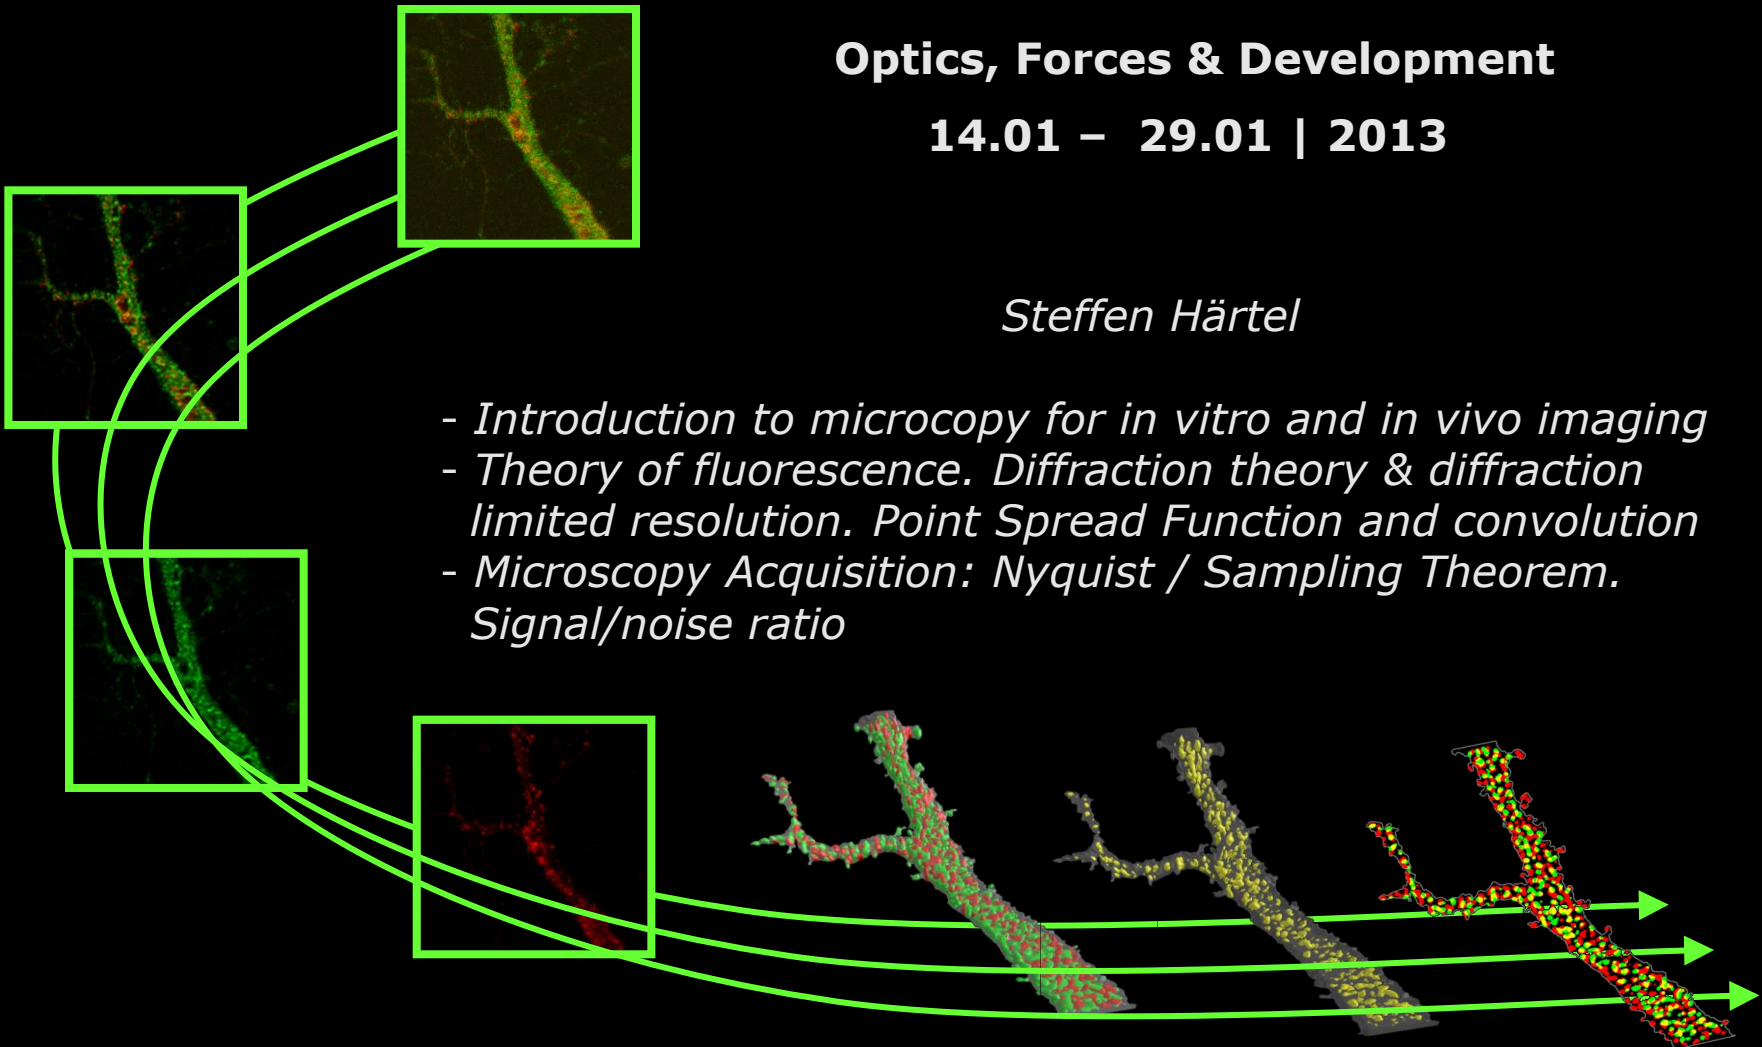 Optics, Forces & Development
14.01 – 29.01 | 2013
Steffen Härtel
- Introduction to microcopy for in vitro and in vivo imaging
- Theory of fluorescence. Diffraction theory & diffraction
limited resolution. Point Spread Function and convolution
- Microscopy Acquisition: Nyquist / Sampling Theorem.
Signal/noise ratio